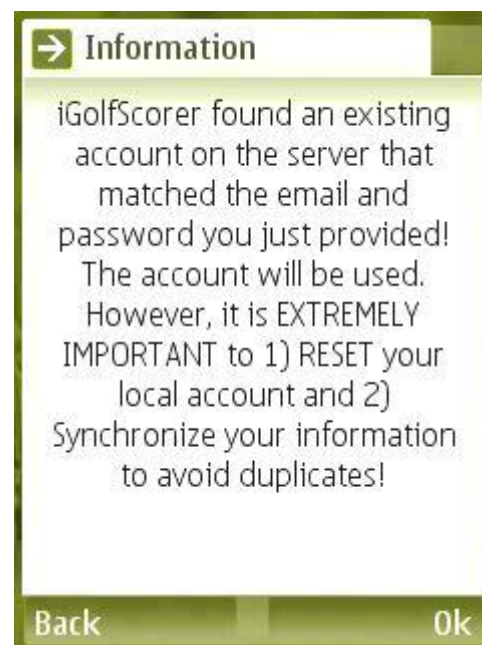 Information
iGolfScorer found an existing
account on the server that
matched the email and
password you just provided!
The account will be used.
However, it is EXTREMELY
IMPORTANT to 1) RESET your
local account and 2)
Synchronize your information
to avoid duplicates!
Back Ok